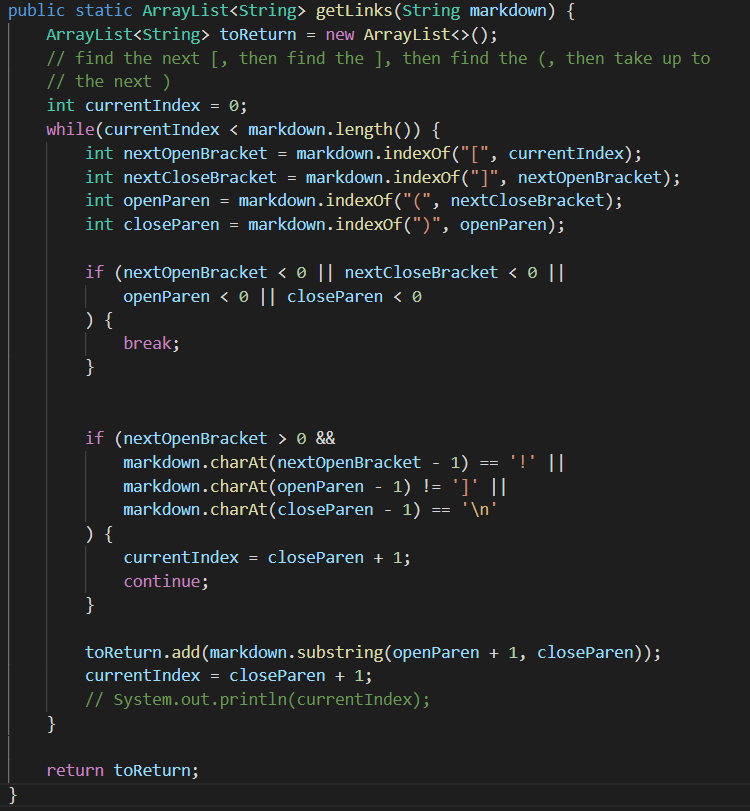 public static ArrayList<String> getLinks(String markdown) {
    ArrayList<String> toReturn = new ArrayList<>();
    // find the next [, then find the ], then find the (, then take up to
    // the next )
    int currentIndex = 0;
    while(currentIndex < markdown.length()) {
        int nextOpenBracket = markdown.indexOf("[", currentIndex);
        int nextCloseBracket = markdown.indexOf("]", nextOpenBracket);
        int openParen = markdown.indexOf("(", nextCloseBracket);
        int closeParen = markdown.indexOf(")", openParen);

        if (nextOpenBracket < 0 || nextCloseBracket < 0 ||
            openParen < 0 || closeParen < 0
        ) {
            break;
        }


        if (nextOpenBracket > 0 &&
            markdown.charAt(nextOpenBracket - 1) == '!' ||
            markdown.charAt(openParen - 1) != ']' ||
            markdown.charAt(closeParen - 1) == '\n'
        ) {
            currentIndex = closeParen + 1;
            continue;
        }

        toReturn.add(markdown.substring(openParen + 1, closeParen));
        currentIndex = closeParen + 1;
        // System.out.println(currentIndex);
    }

    return toReturn;
}